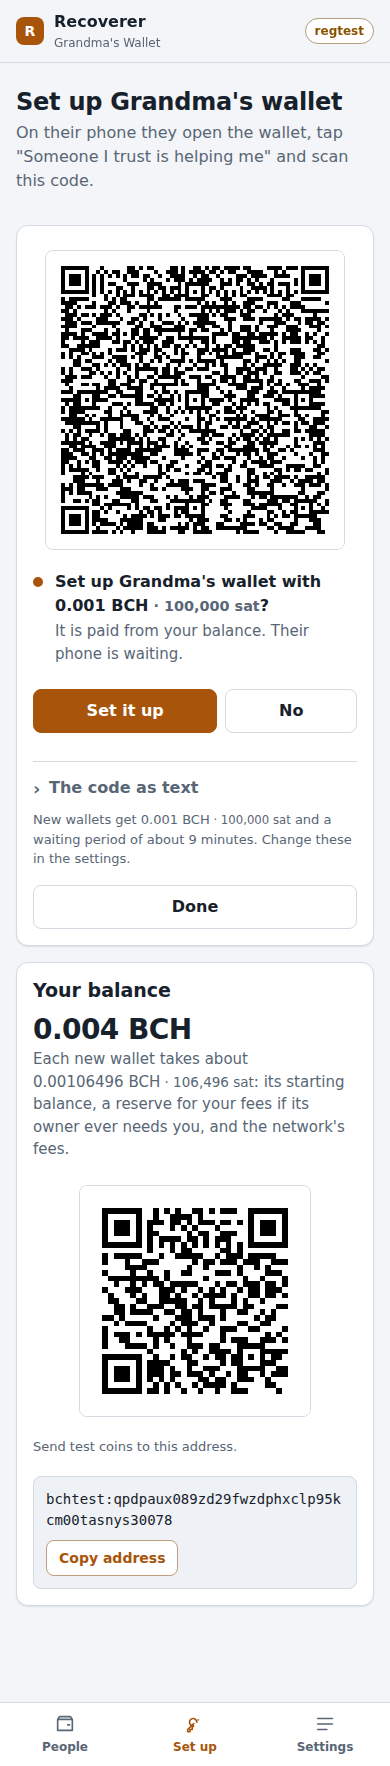 R
Recoverer
Grandma's Wallet
regtest
Set up Grandma's wallet
On their phone they open the wallet, tap
"Someone I trust is helping me" and scan
this code.
Set up Grandma's wallet with
0.001 BCH · 100,000 sat?
It is paid from your balance. Their
phone is waiting.
Set it up
No
› The code as text
New wallets get 0.001 BCH · 100,000 sat and a
waiting period of about 9 minutes. Change these
in the settings.
Done
Your balance
0.004 BCH
Each new wallet takes about
0.00106496 BCH · 106,496 sat: its starting
balance, a reserve for your fees if its
owner ever needs you, and the network's
fees.
Send test coins to this address.
bchtest:qpdpaux089zd29fwzdphxclp95k
cm00tasnys30078
Copy address
People
Set up
Settings